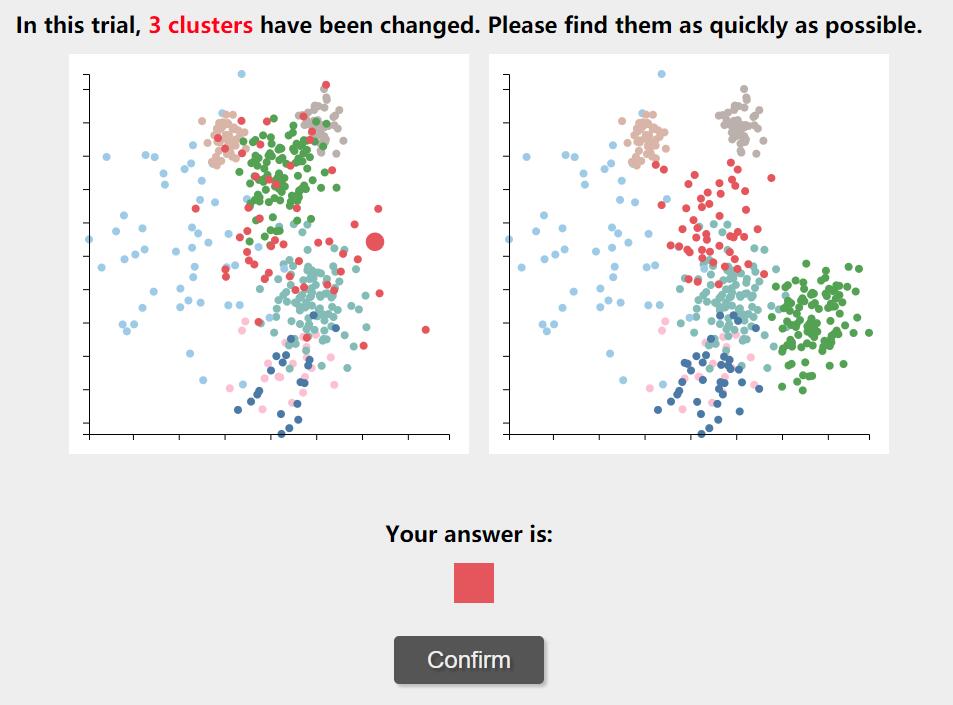 In this trial, 3 clusters have been changed. Please find them as quickly as possible.
Your answer is:
Confirm